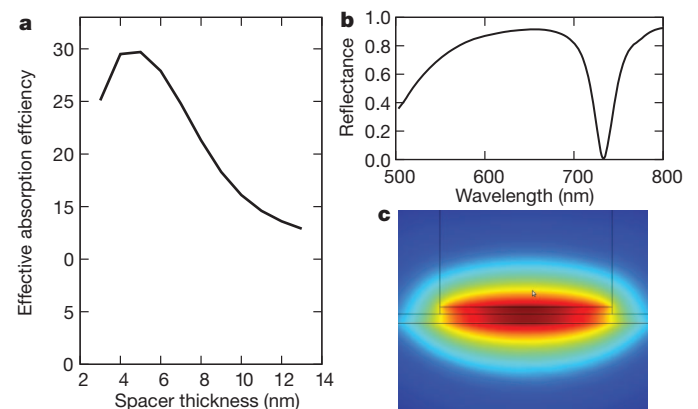 a
Effective absorption effciency
30
25
20
15
0
5
0
2 4 6 8 10 12 14
Spacer thickness (nm)
b
Reflectance
1.0
0.8
0.6
0.4
0.2
0.0
500 600 700 800
Wavelength (nm)
c